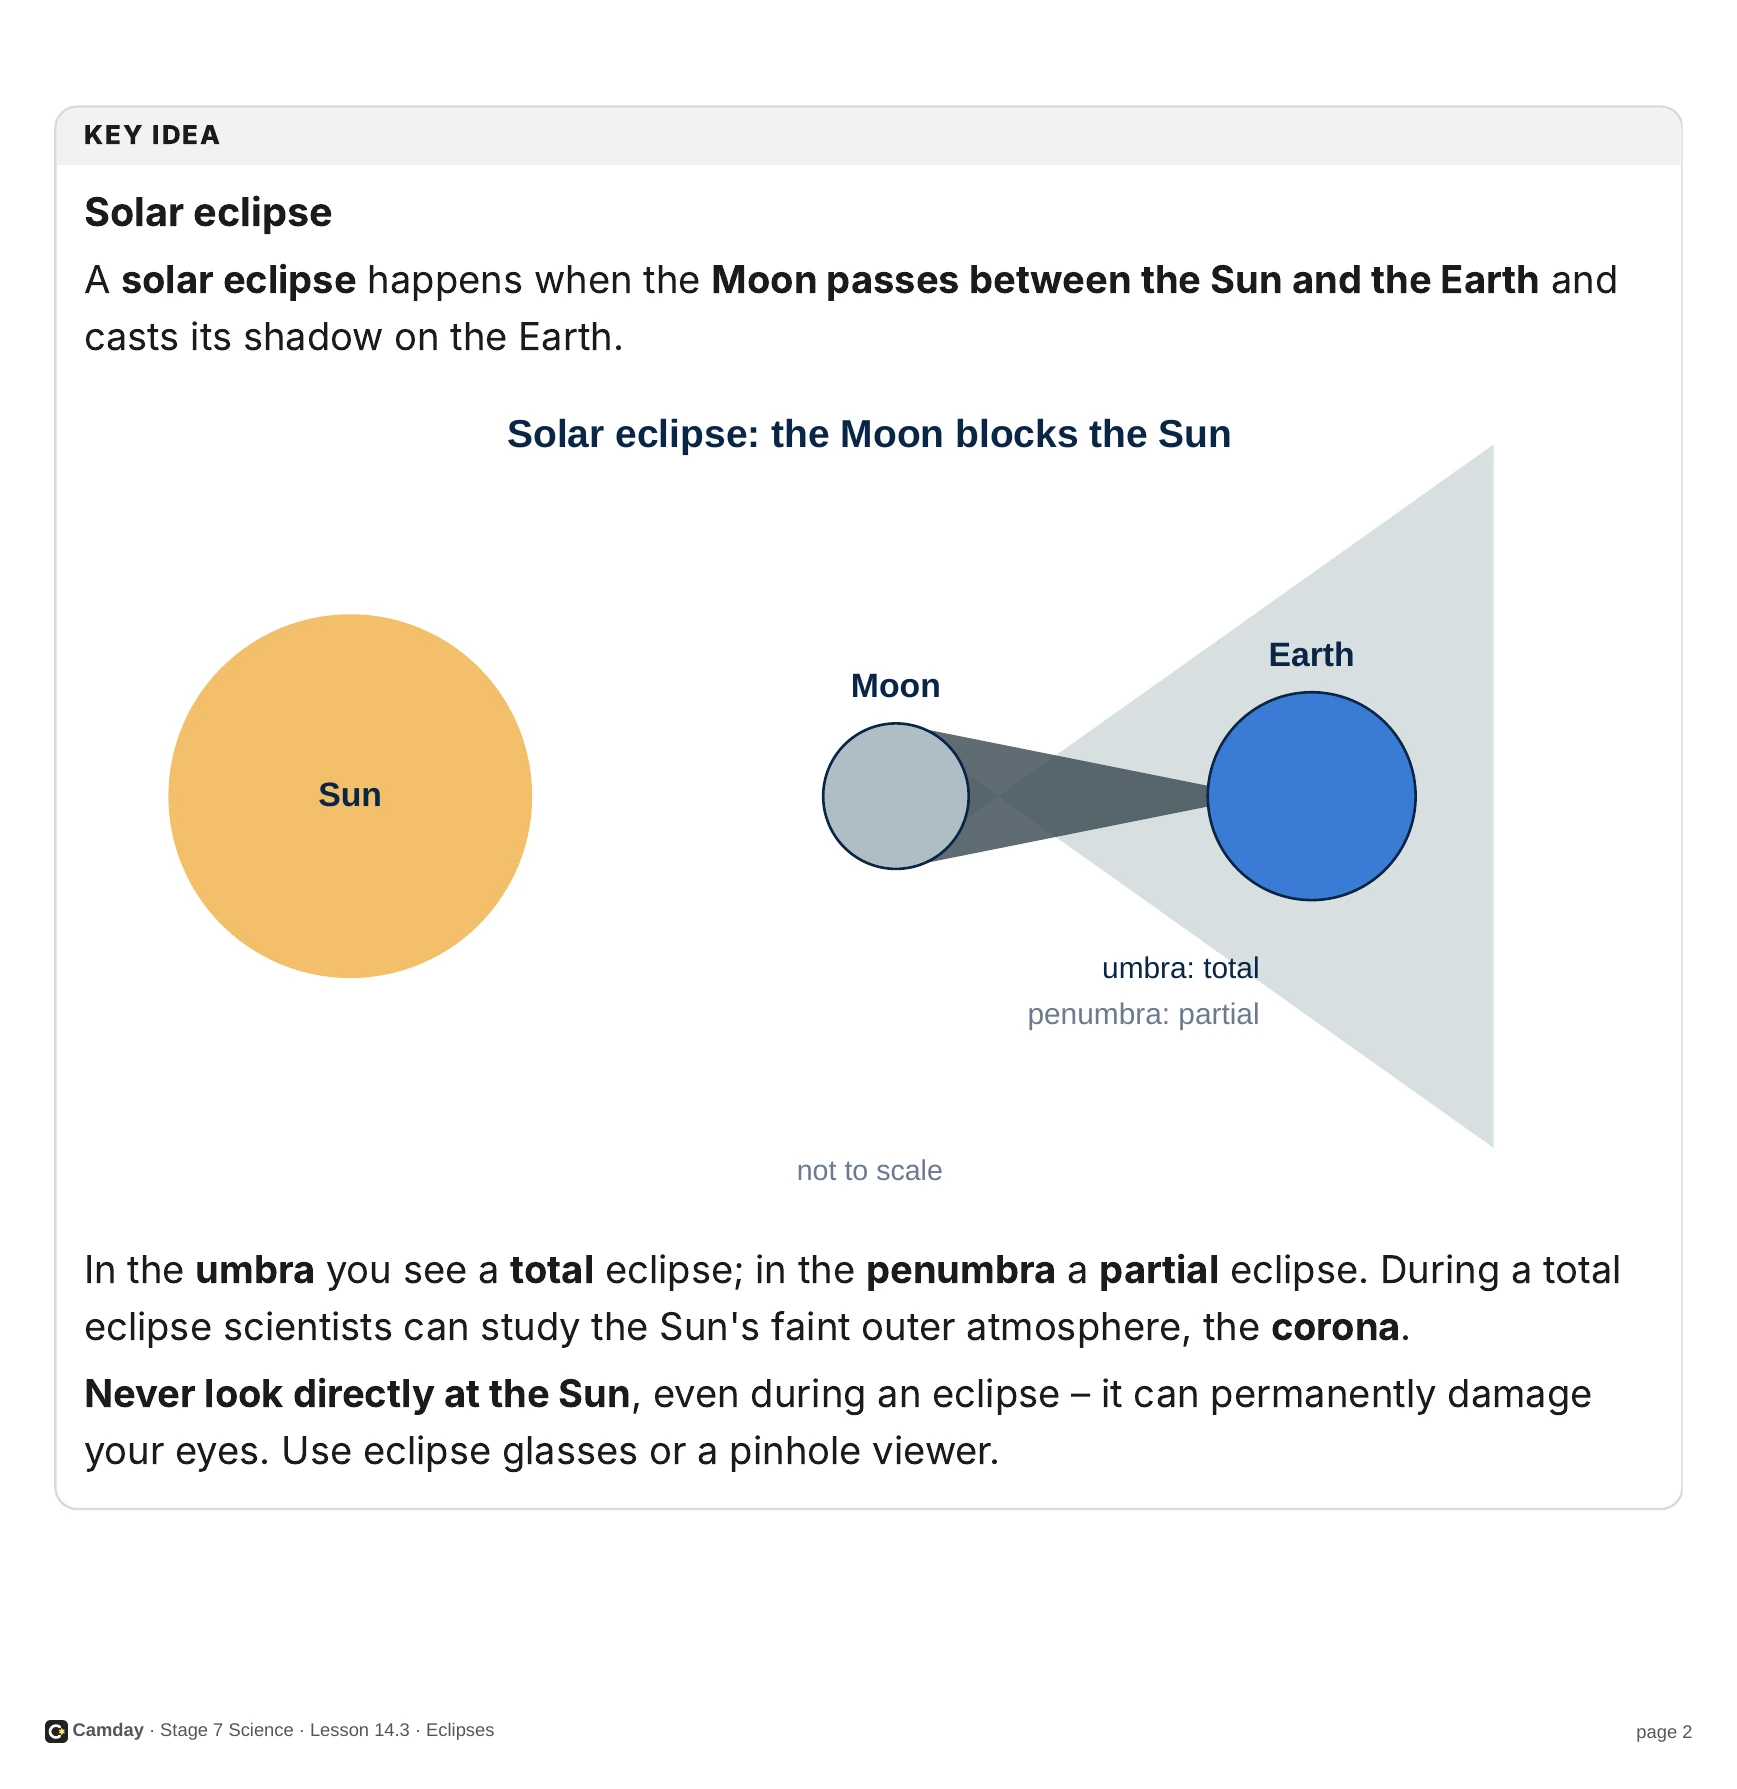 KEY IDEA
Solar eclipse
A solar eclipse happens when the Moon passes between the Sun and the Earth and
casts its shadow on the Earth.
Solar eclipse: the Moon blocks the Sun
Earth
Moon
Sun
umbra: total
penumbra: partial
not to scale
In the umbra you see a total eclipse; in the penumbra a partial eclipse. During a total
eclipse scientists can study the Sun's faint outer atmosphere, the corona.
Never look directly at the Sun, even during an eclipse – it can permanently damage
your eyes. Use eclipse glasses or a pinhole viewer.
Camday · Stage 7 Science · Lesson 14.3 · Eclipses
page 2